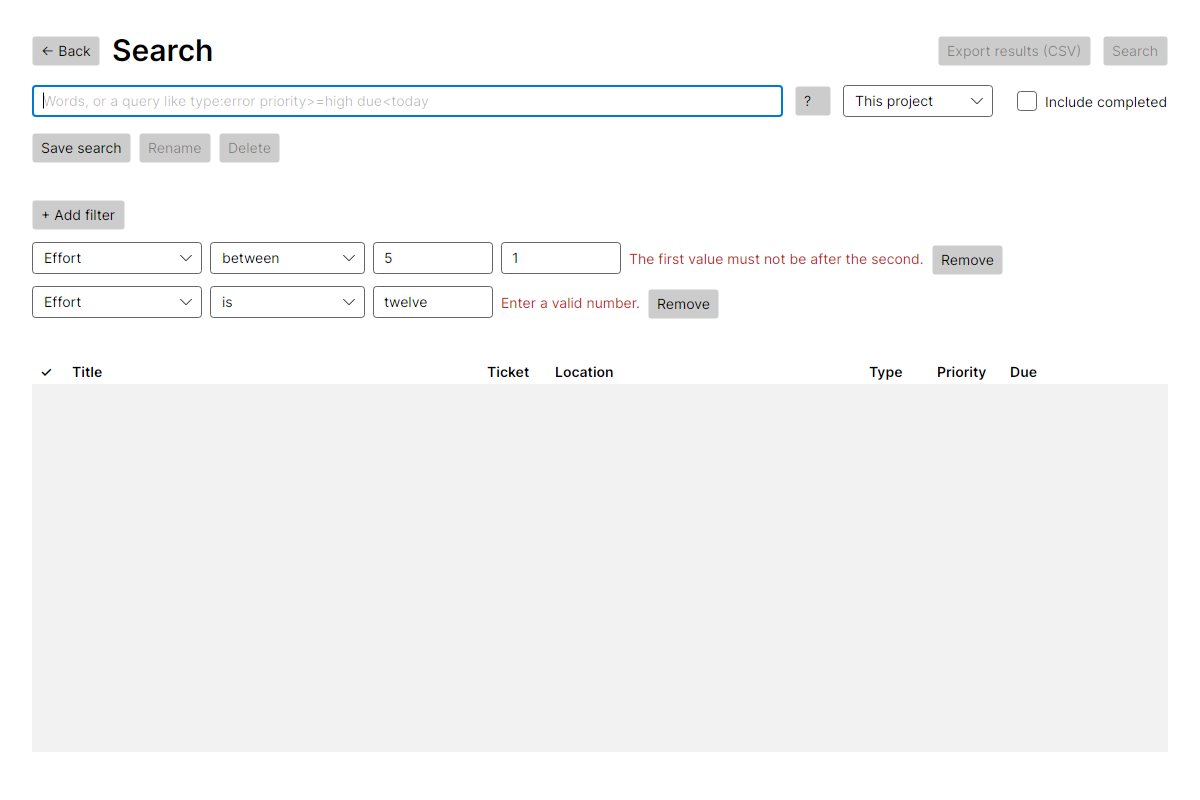 ← Back Search Export results (CSV) Search
Words, or a query like type:error priority>=high due<today ? This project Include completed
Save search Rename Delete
+ Add filter
Effort between 5 1 The first value must not be after the second. Remove
Effort is twelve Enter a valid number. Remove
✓ Title Ticket Location Type Priority Due